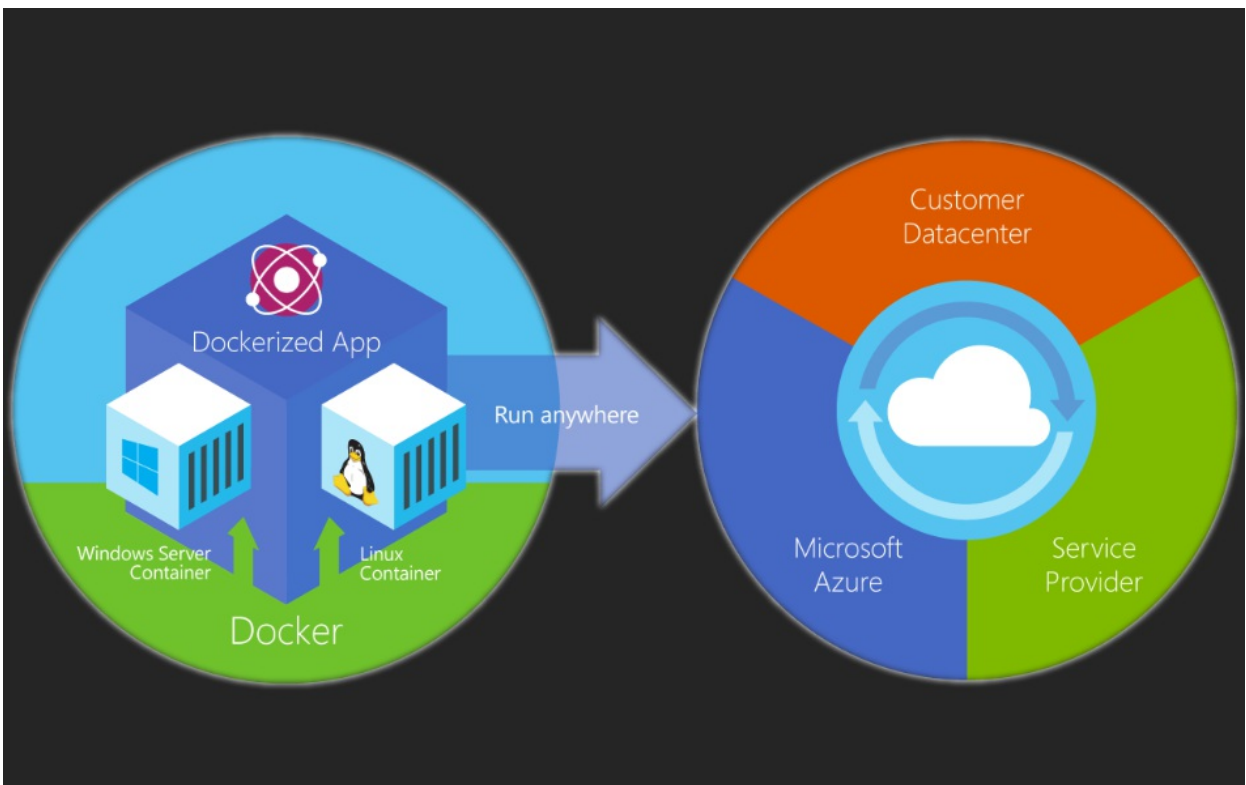 Dockerized App
Windows Server
Container
Linux
Container
Docker
Run anywhere
Customer
Datacenter
Microsoft
Azure
Service
Provider